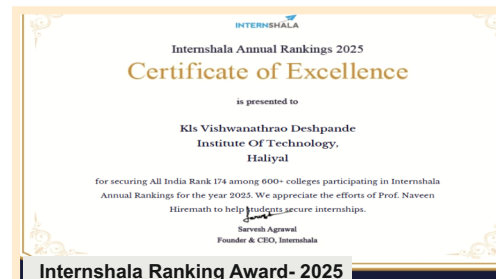 INTERNSHALA
Internshala Annual Rankings 2025
Certificate of Excellence
is presented to
Kls Vishwanathrao Deshpande
Institute Of Technology,
Haliyal
for securing All India Rank 174 among 600+ colleges participating in Internshala
Annual Rankings for the year 2025. We appreciate the efforts of Prof. Naveen
Hiremath to help students secure internships.
Sarvesh Agrawal
Founder & CEO, Internshala
Internshala Ranking Award- 2025